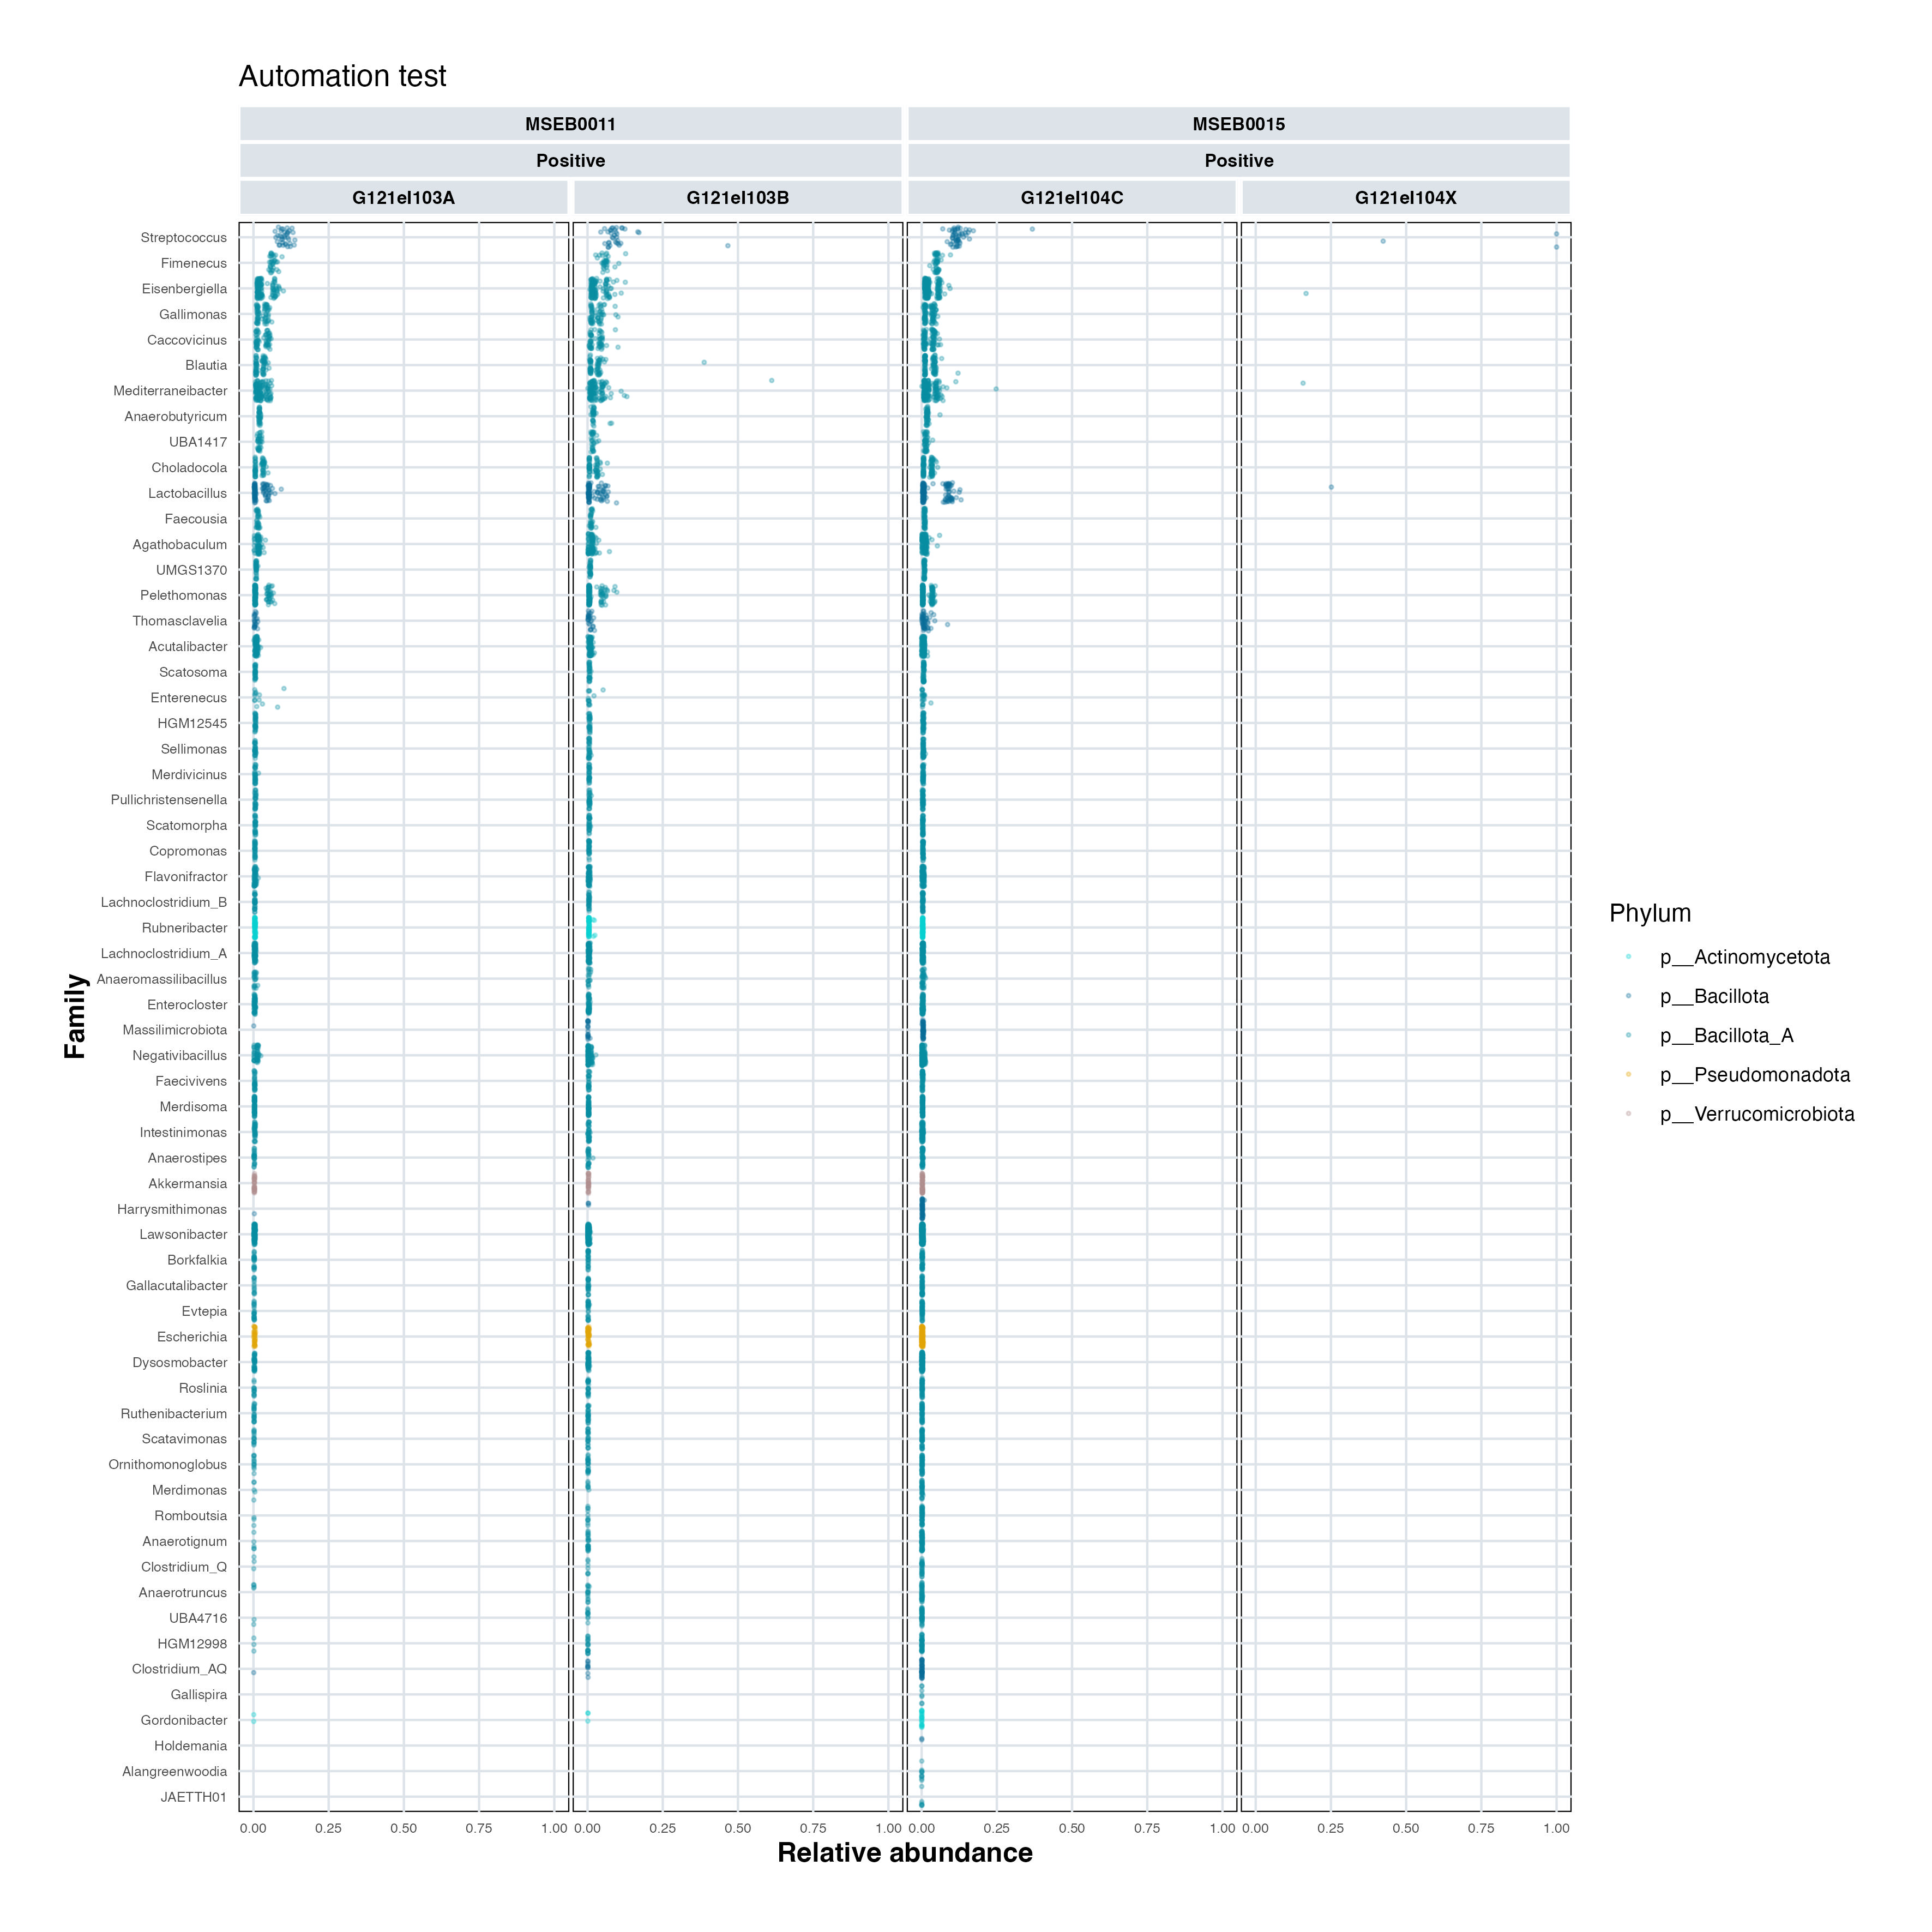 Automation test
MSEB0011 MSEB0015
Positive Positive
G121eI103A G121eI103B G121eI104C G121eI104X
Streptococcus
Fimenecus
Eisenbergiella
Gallimonas
Caccovicinus
Blautia
Mediterraneibacter
Anaerobutyricum
UBA1417
Choladocola
Lactobacillus
Faecousia
Agathobaculum
UMGS1370
Pelethomonas
Thomasclavelia
Acutalibacter
Scatosoma
Enterenecus
HGM12545
Sellimonas
Merdivicinus
Pullichristensenella
Scatomorpha
Copromonas
Flavonifractor
Lachnoclostridium_B
Rubneribacter
Lachnoclostridium_A
Anaeromassilibacillus
Enterocloster
Massilimicrobiota
Negativibacillus
Faecivivens
Merdisoma
Intestinimonas
Anaerostipes
Akkermansia
Harrysmithimonas
Lawsonibacter
Borkfalkia
Gallacutalibacter
Evtepia
Escherichia
Dysosmobacter
Roslinia
Ruthenibacterium
Scatavimonas
Ornithomonoglobus
Merdimonas
Romboutsia
Anaerotignum
Clostridium_Q
Anaerotruncus
UBA4716
HGM12998
Clostridium_AQ
Gallispira
Gordonibacter
Holdemania
Alangreenwoodia
JAETTH01
Family
0.00 0.25 0.50 0.75 1.00 0.00 0.25 0.50 0.75 1.00 0.00 0.25 0.50 0.75 1.00 0.00 0.25 0.50 0.75 1.00
Relative abundance
Phylum
p__Actinomycetota
p__Bacillota
p__Bacillota_A
p__Pseudomonadota
p__Verrucomicrobiota